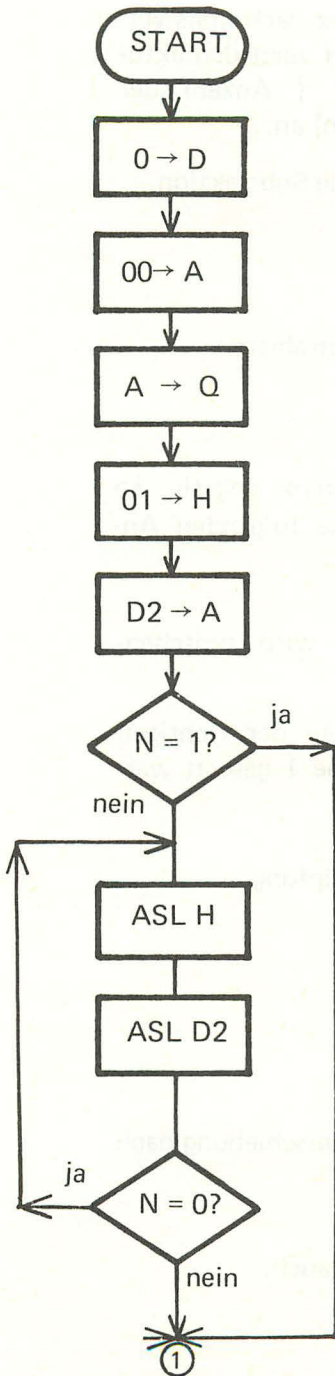 START
0 → D
00 → A
A → Q
01 → H
D2 → A
N = 1?
ja
nein
ASL H
ASL D2
ja
N = 0?
nein
1